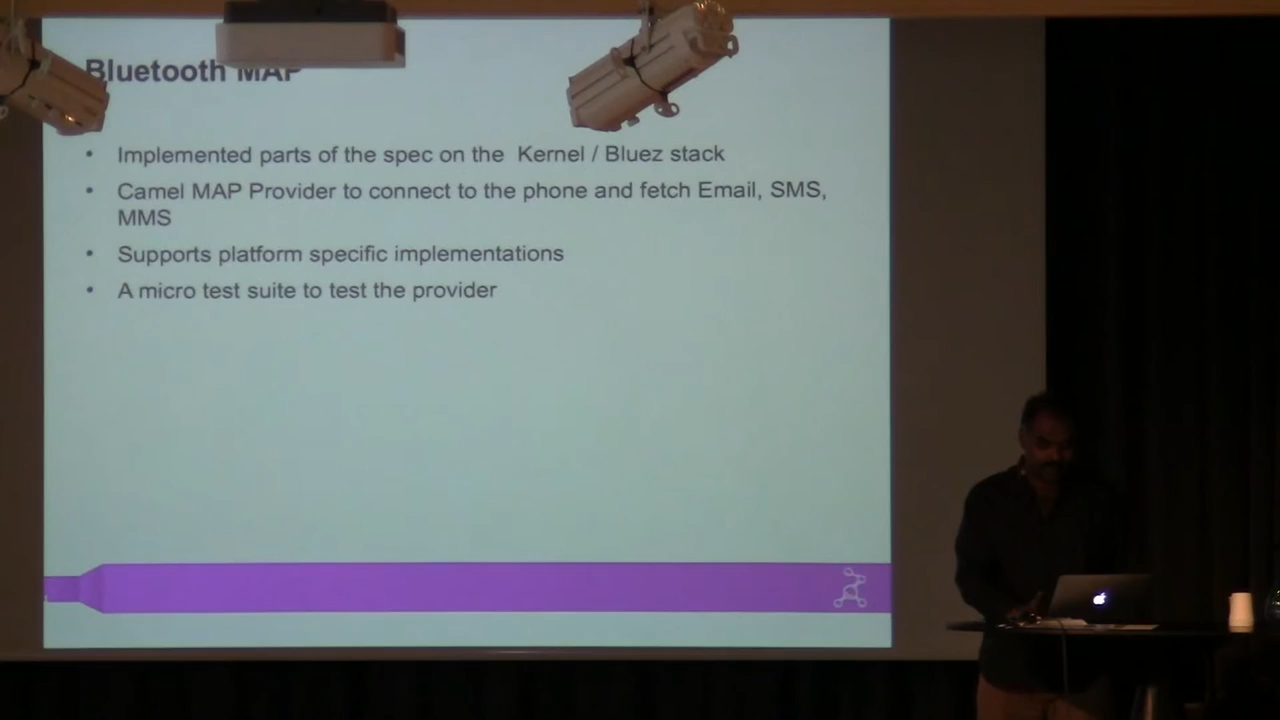 Bluetooth MAP
• Implemented parts of the spec on the Kernel / Bluez stack
• Camel MAP Provider to connect to the phone and fetch Email, SMS,
MMS
• Supports platform specific implementations
• A micro test suite to test the provider